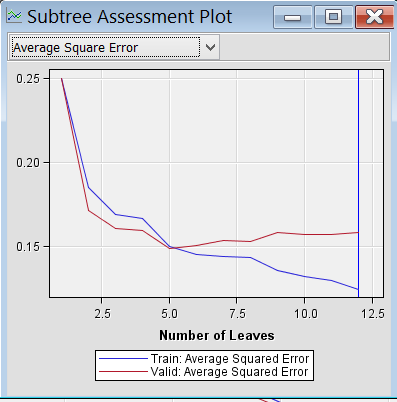 Subtree Assessment Plot
Average Square Error
0.25
0.20
0.15
2.5 5.0 7.5 10.0 12.5
Number of Leaves
Train: Average Squared Error
Valid: Average Squared Error